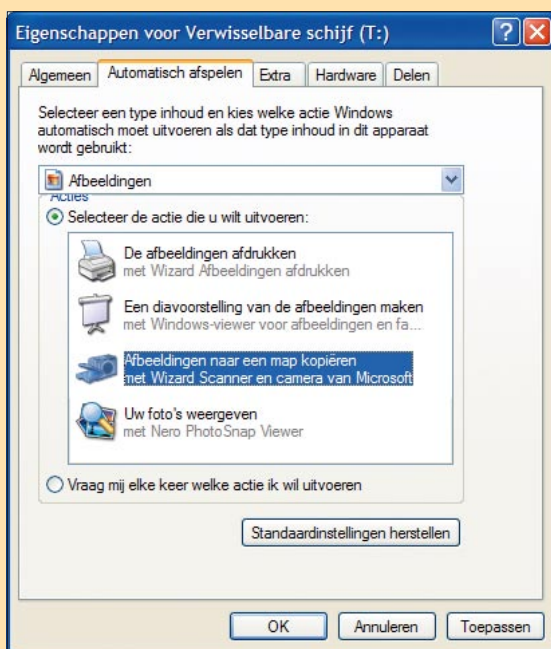 Eigenschappen voor Verwisselbare schijf (T:)
Algemeen Automatisch afspelen Extra Hardware Delen
Selecteer een type inhoud en kies welke actie Windows
automatisch moet uitvoeren als dat type inhoud in dit apparaat
wordt gebruikt:
Afbeeldingen
Acties
Selecteer de actie die u wilt uitvoeren:
De afbeeldingen afdrukken
met Wizard Afbeeldingen afdrukken
Een diavoorstelling van de afbeeldingen maken
met Windows-viewer voor afbeeldingen en fa...
Afbeeldingen naar een map kopiëren
met Wizard Scanner en camera van Microsoft
Uw foto's weergeven
met Nero PhotoSnap Viewer
Vraag mij elke keer welke actie ik wil uitvoeren
Standaardinstellingen herstellen
OK Annuleren Toepassen